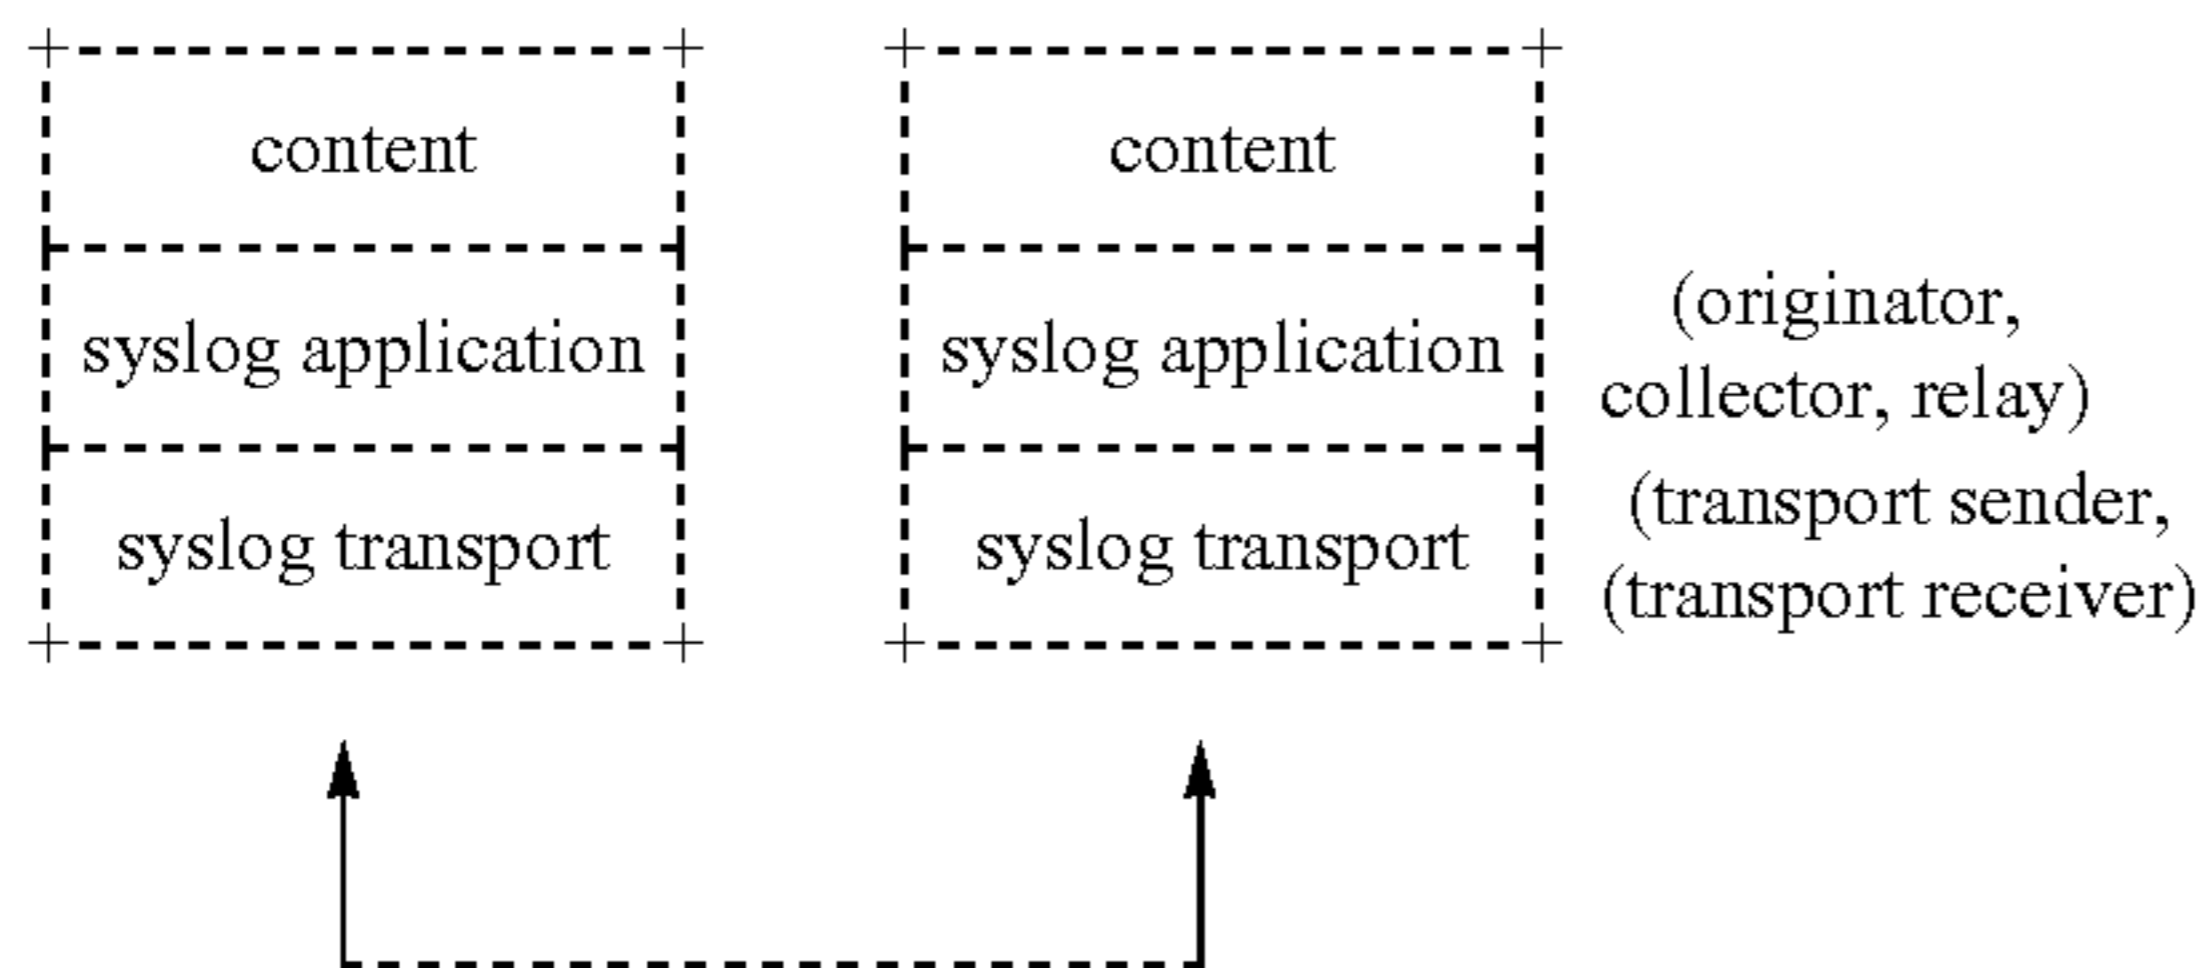 content
content
syslog application
syslog application
(originator,
collector, relay)
syslog transport
syslog transport
(transport sender,
(transport receiver)